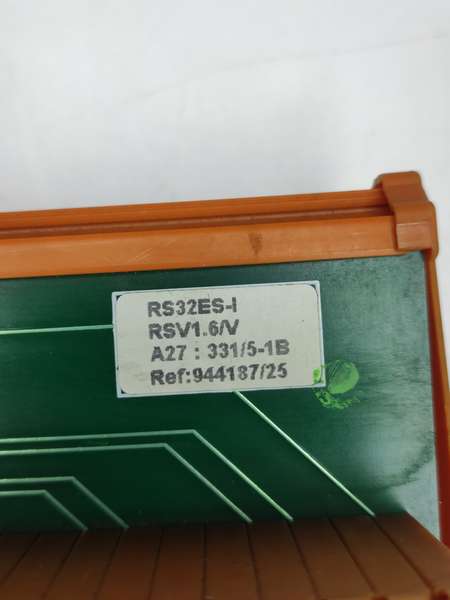 RS32ES-I
RSV1.6/V
A27 : 331/5-1B
Ref:944187/25